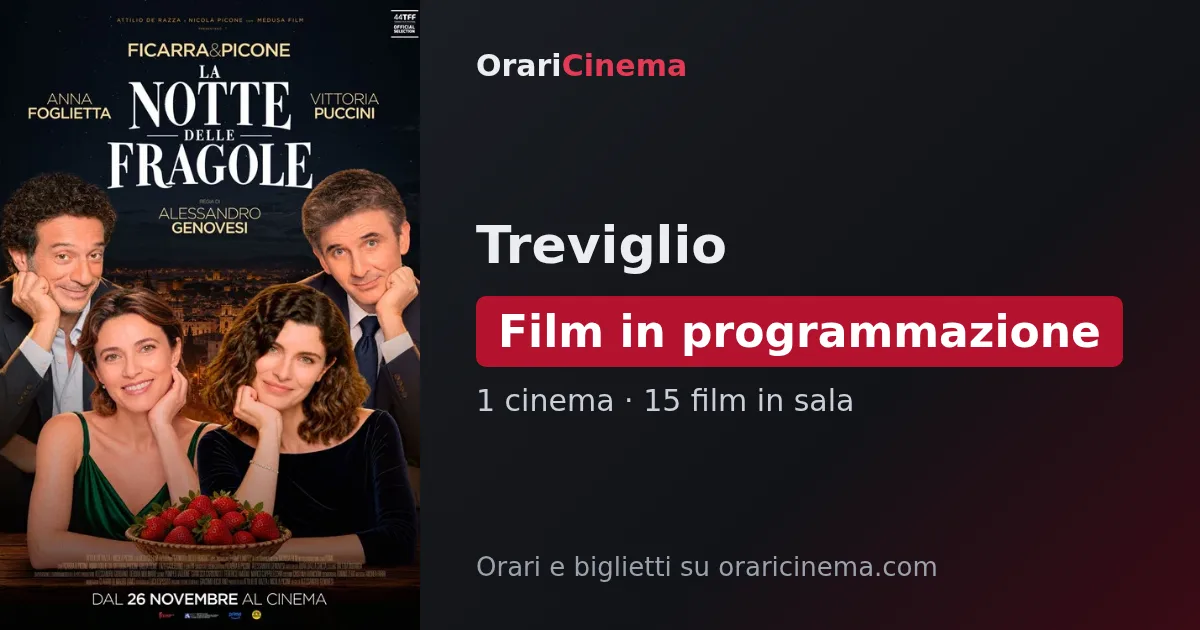 ATTILIO DE RAZZA E NICOLA PICONE CON MEDUSA FILM
44TFF
OFFICIAL
SELECTION
FICARRA&PICONE
LA
NOTTE
DELLE
FRAGOLE
ANNA
FOGLIETTA
VITTORIA
PUCCINI
REGIA DI
ALESSANDRO
GENOVESI
DAL 26 NOVEMBRE AL CINEMA
OrariCinema
Treviglio
Film in programmazione
1 cinema · 15 film in sala
Orari e biglietti su oraricinema.com